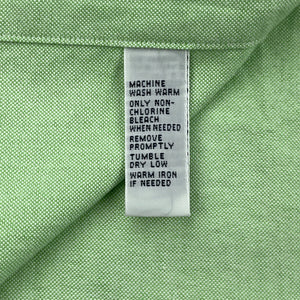 MACHINE
WASH WARM
ONLY NON-
CHLORINE
BLEACH
WHEN NEEDED
REMOVE
PROMPTLY
TUMBLE
DRY LOW
WARM IRON
IF NEEDED